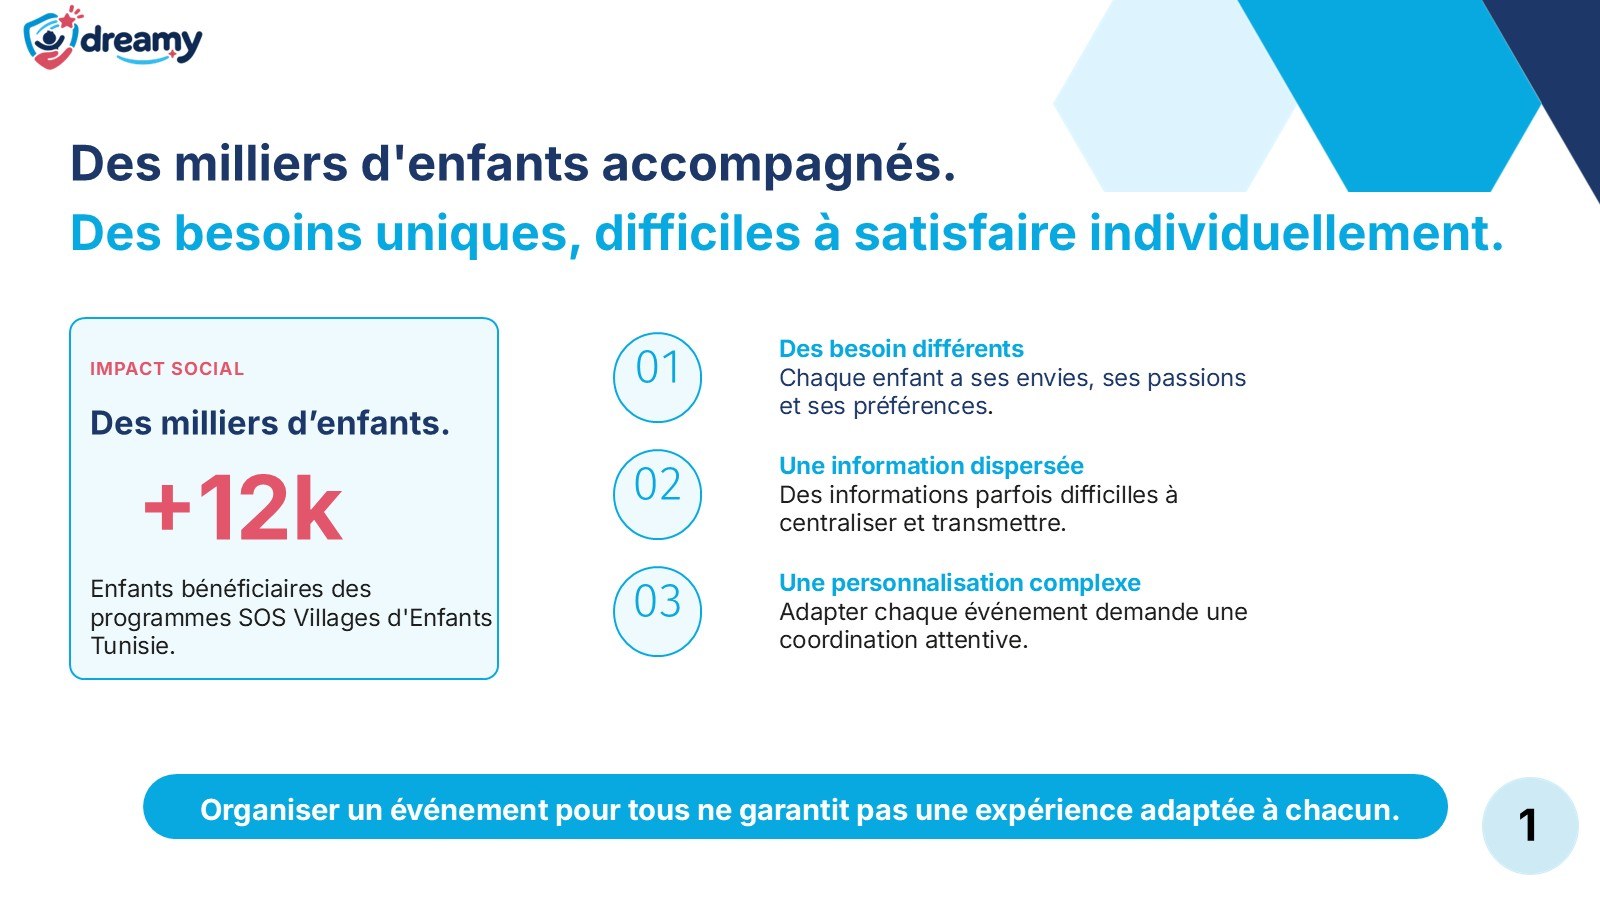 dreamy
Des milliers d'enfants accompagnés.
Des besoins uniques, difficiles à satisfaire individuellement.
IMPACT SOCIAL
Des milliers d’enfants.
+12k
Enfants bénéficiaires des
programmes SOS Villages d'Enfants
Tunisie.
01
Des besoin différents
Chaque enfant a ses envies, ses passions
et ses préférences.
02
Une information dispersée
Des informations parfois difficilles à
centraliser et transmettre.
03
Une personnalisation complexe
Adapter chaque événement demande une
coordination attentive.
Organiser un événement pour tous ne garantit pas une expérience adaptée à chacun.
1